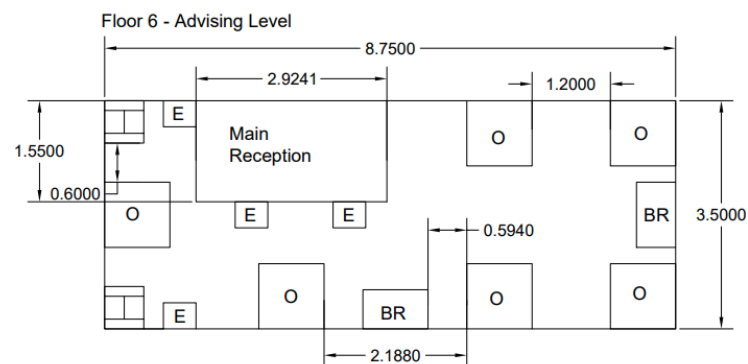 Floor 6 - Advising Level
8.7500
2.9241
1.2000
E
Main
Reception
O
O
1.5500
0.6000
O
E
E
BR
3.5000
0.5940
O
O
O
E
BR
2.1880